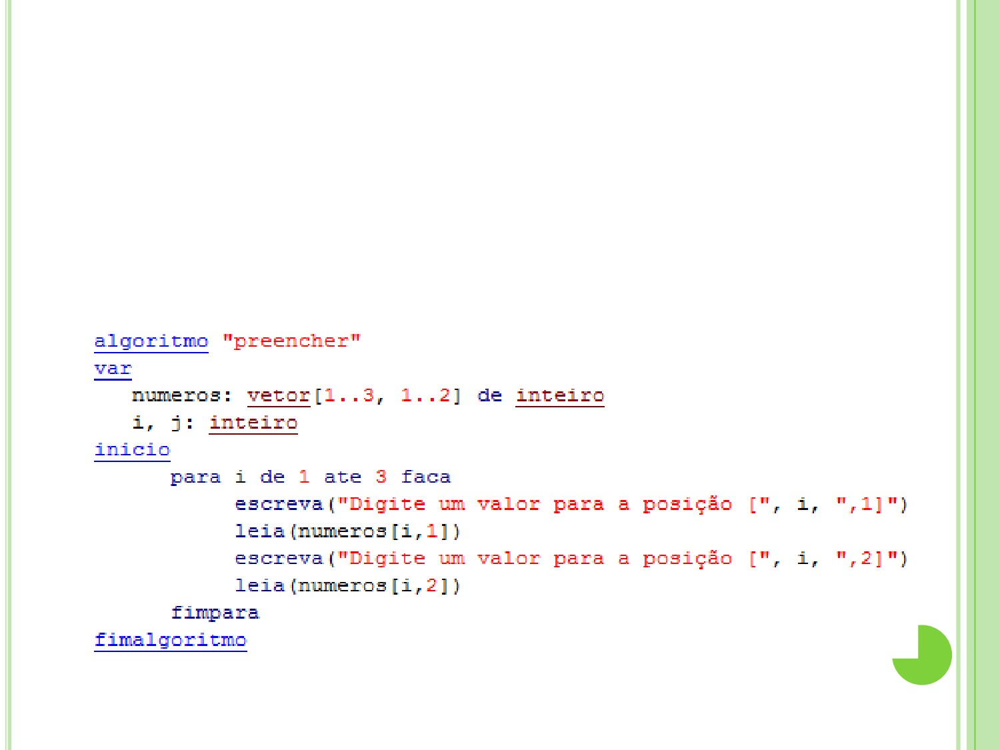 algoritmo "preencher"
var
numeros: vetor[1..3, 1..2] de inteiro
i, j: inteiro
inicio
para i de 1 ate 3 faca
escreva("Digite um valor para a posição [", i, ",1]")
leia(numeros[i,1])
escreva("Digite um valor para a posição [", i, ",2]")
leia(numeros[i,2])
fimpara
fimalgoritmo